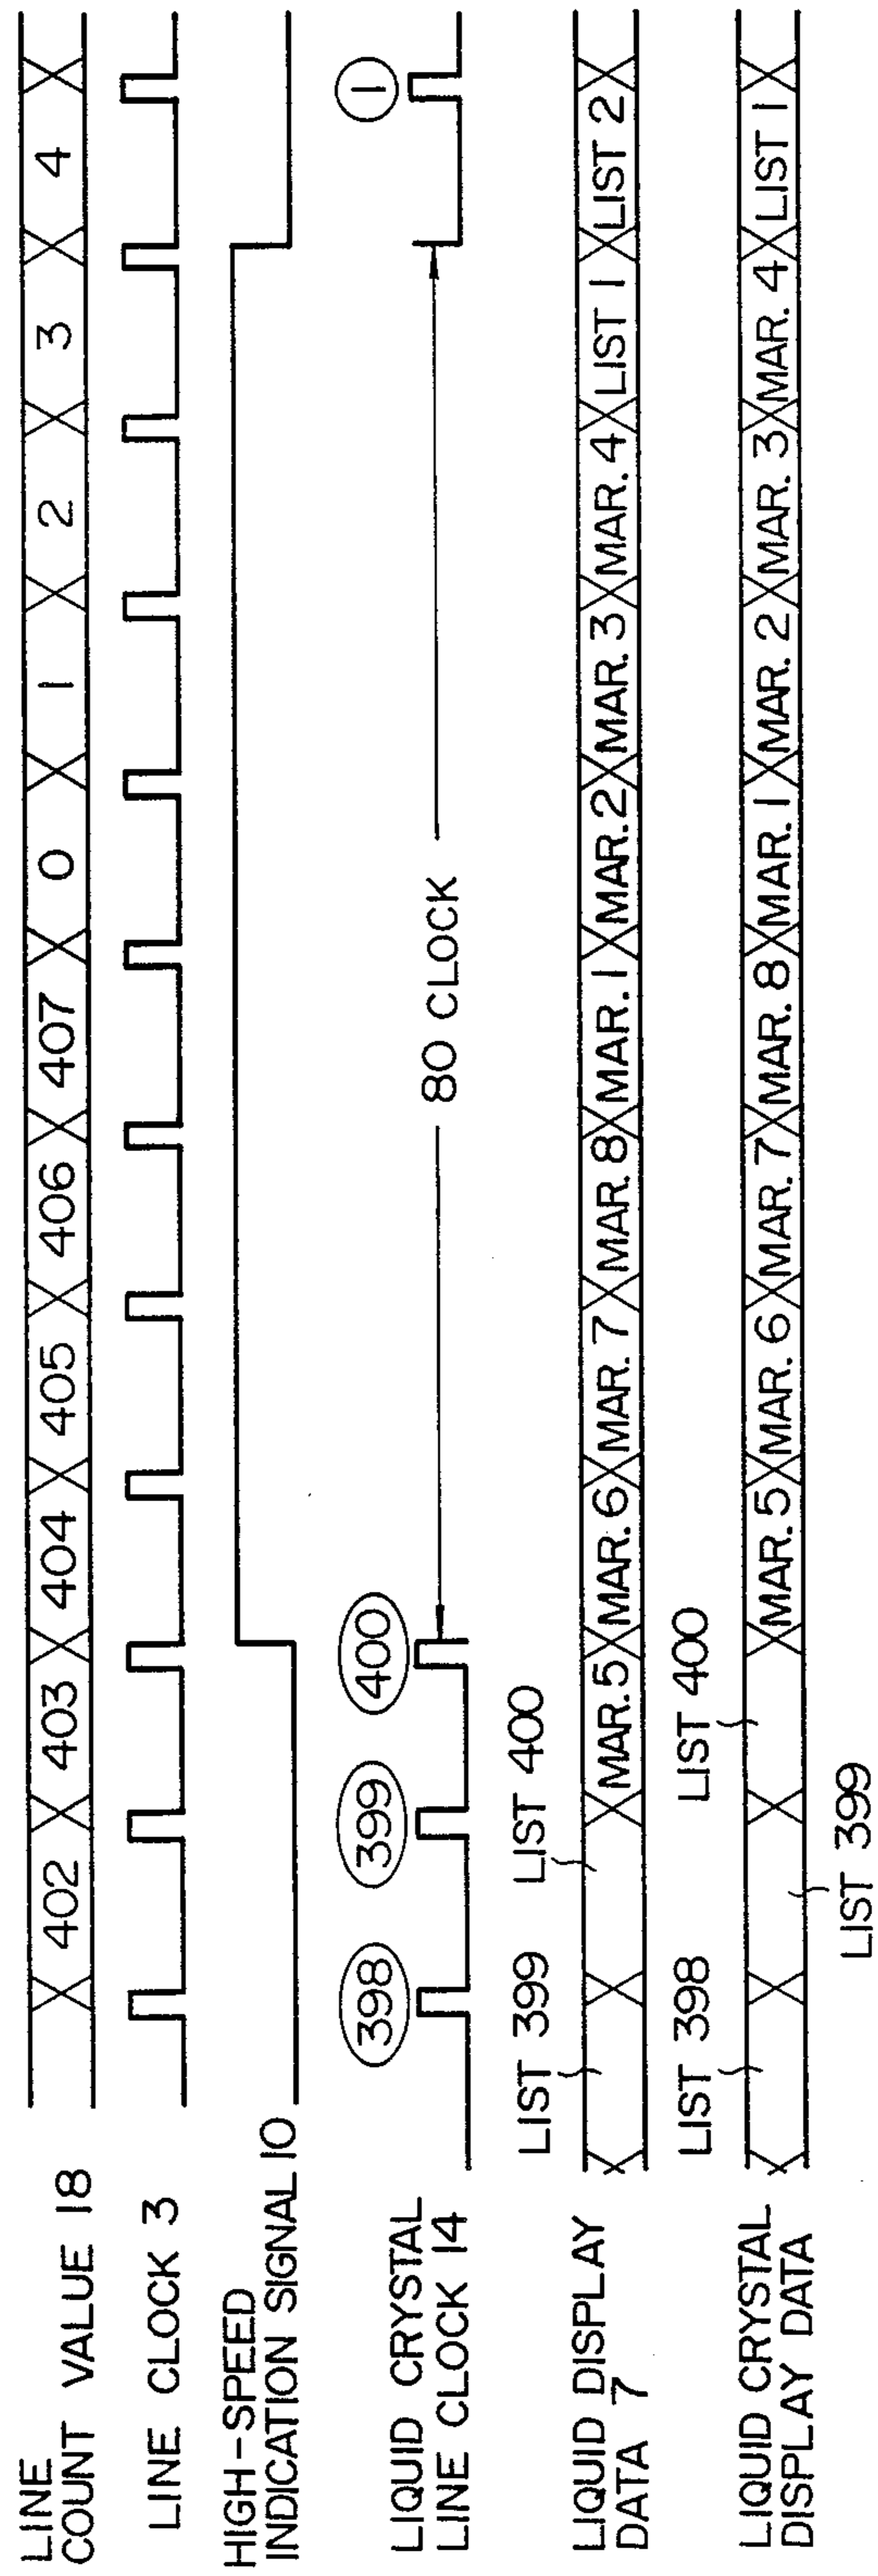 LINE
COUNT VALUE 18
402 403 404 405 406 407 0 1 2 3 4
LINE CLOCK 3
HIGH-SPEED
INDICATION SIGNAL 10
LIQUID CRYSTAL
LINE CLOCK 14
398 399 400 1
80 CLOCK
LIQUID DISPLAY
DATA 7
LIST 399 LIST 400
MAR. 5 MAR. 6 MAR. 7 MAR. 8 MAR. 1 MAR. 2 MAR. 3 MAR. 4 LIST 1 LIST 2
LIQUID CRYSTAL
DISPLAY DATA
LIST 398 LIST 400
MAR. 5 MAR. 6 MAR. 7 MAR. 8 MAR. 1 MAR. 2 MAR. 3 MAR. 4 LIST 1
LIST 399